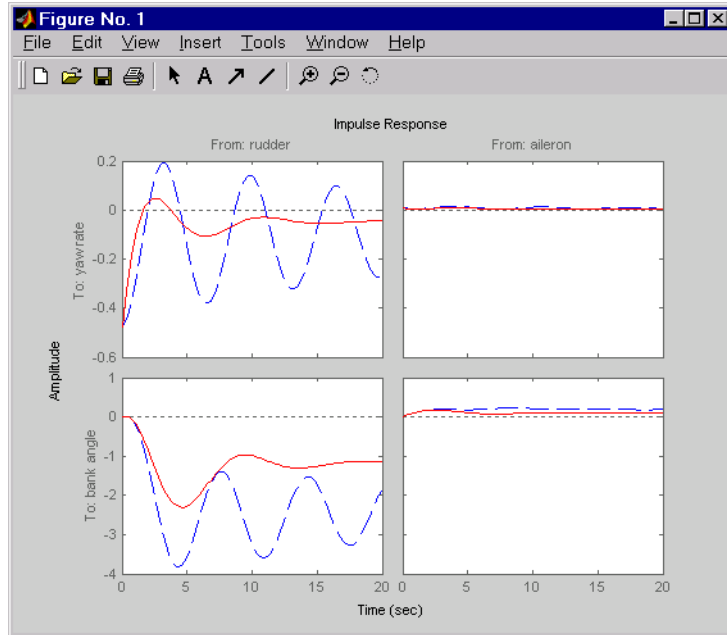 Figure No. 1
File Edit View Insert Tools Window Help
A
Impulse Response
From: rudder
From: aileron
To: yaw rate
0.2
0
-0.2
-0.4
-0.6
Amplitude
To: bank angle
1
0
-1
-2
-3
-4
0 5 10 15 20
0 5 10 15 20
Time (sec)